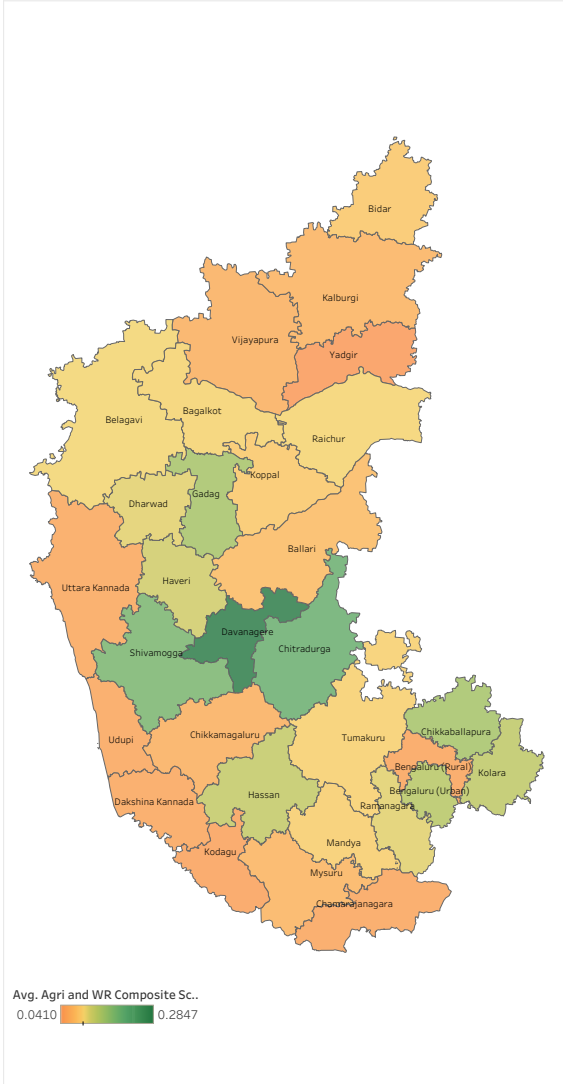 Bidar
Kalburgi
Vijayapura
Yadgir
Bagalkot
Belagavi
Raichur
Koppal
Gadag
Dharwad
Ballari
Haveri
Uttara Kannada
Davanagere
Chitradurga
Shivamogga
Chikkaballapura
Chikkamagaluru
Tumakuru
Udupi
Bengaluru (Rural)
Kolara
Bengaluru (Urban)
Hassan
Dakshina Kannada
Ramanagara
Mandya
Kodagu
Mysuru
Chamarajanagara
Avg. Agri and WR Composite Sc..
0.0410 0.2847